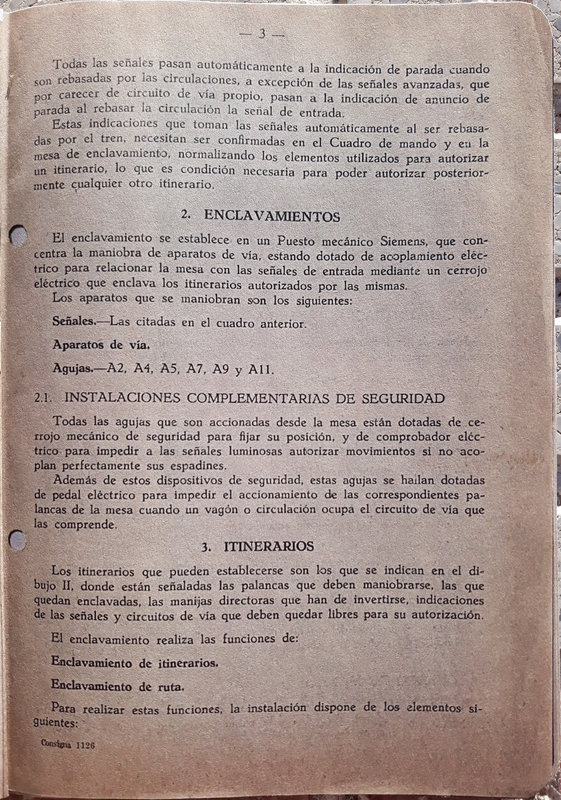 — 3 —
Todas las señales pasan automáticamente a la indicación de parada cuando
son rebasadas por las circulaciones, a excepción de las señales avanzadas, que
por carecer de circuito de vía propio, pasan a la indicación de anuncio de
parada al rebasar la circulación la señal de entrada.
Estas indicaciones que toman las señales automáticamente al ser rebasa-
das por el tren, necesitan ser confirmadas en el Cuadro de mando y en la
mesa de enclavamiento, normalizando los elementos utilizados para autorizar
un itinerario, lo que es condición necesaria para poder autorizar posterior-
mente cualquier otro itinerario.
2. ENCLAVAMIENTOS
El enclavamiento se establece en un Puesto mecánico Siemens, que con-
centra la maniobra de aparatos de vía, estando dotado de acoplamiento eléc-
trico para relacionar la mesa con las señales de entrada mediante un cerrojo
eléctrico que enclava los itinerarios autorizados por las mismas.
Los aparatos que se maniobran son los siguientes:
Señales.—Las citadas en el cuadro anterior.
Aparatos de vía.
Agujas.—A2, A4, A5, A7, A9 y A11.
2.1. INSTALACIONES COMPLEMENTARIAS DE SEGURIDAD
Todas las agujas que son accionadas desde la mesa están dotadas de ce-
rrojo mecánico de seguridad para fijar su posición, y de comprobador eléc-
trico para impedir a las señales luminosas autorizar movimientos si no aco-
plan perfectamente sus espadines.
Además de estos dispositivos de seguridad, estas agujas se hallan dotadas
de pedal eléctrico para impedir el accionamiento de las correspondientes pa-
lancas de la mesa cuando un vagón o circulación ocupa el circuito de vía que
las comprende.
3. ITINERARIOS
Los itinerarios que pueden establecerse son los que se indican en el di-
bujo II, donde están señaladas las palancas que deben maniobrarse, las que
quedan enclavadas, las manijas directoras que han de invertirse, indicaciones
de las señales y circuitos de vía que deben quedar libres para su autorización.
El enclavamiento realiza las funciones de:
Enclavamiento de itinerarios.
Enclavamiento de ruta.
Para realizar estas funciones, la instalación dispone de los elementos si-
guientes:
Consigna 1126